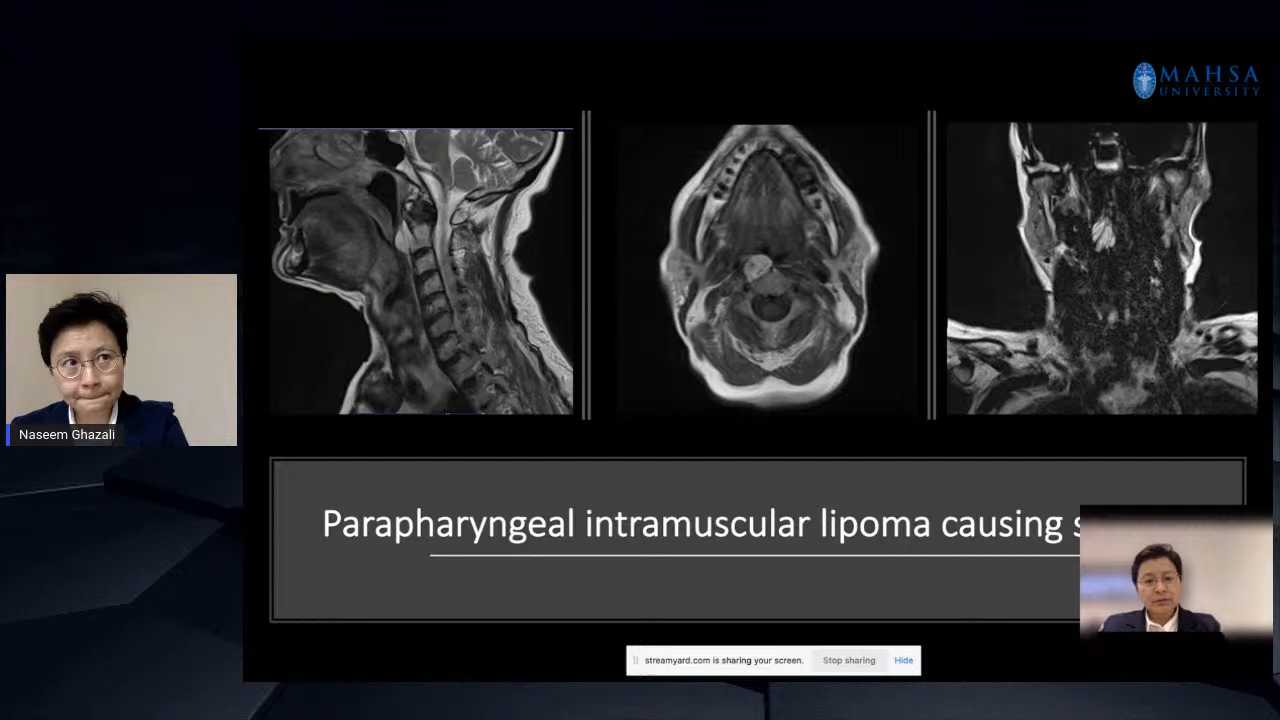 MAHSA
UNIVERSITY
Naseem Ghazali
Parapharyngeal intramuscular lipoma causing s
streamyard.com is sharing your screen.
Stop sharing
Hide